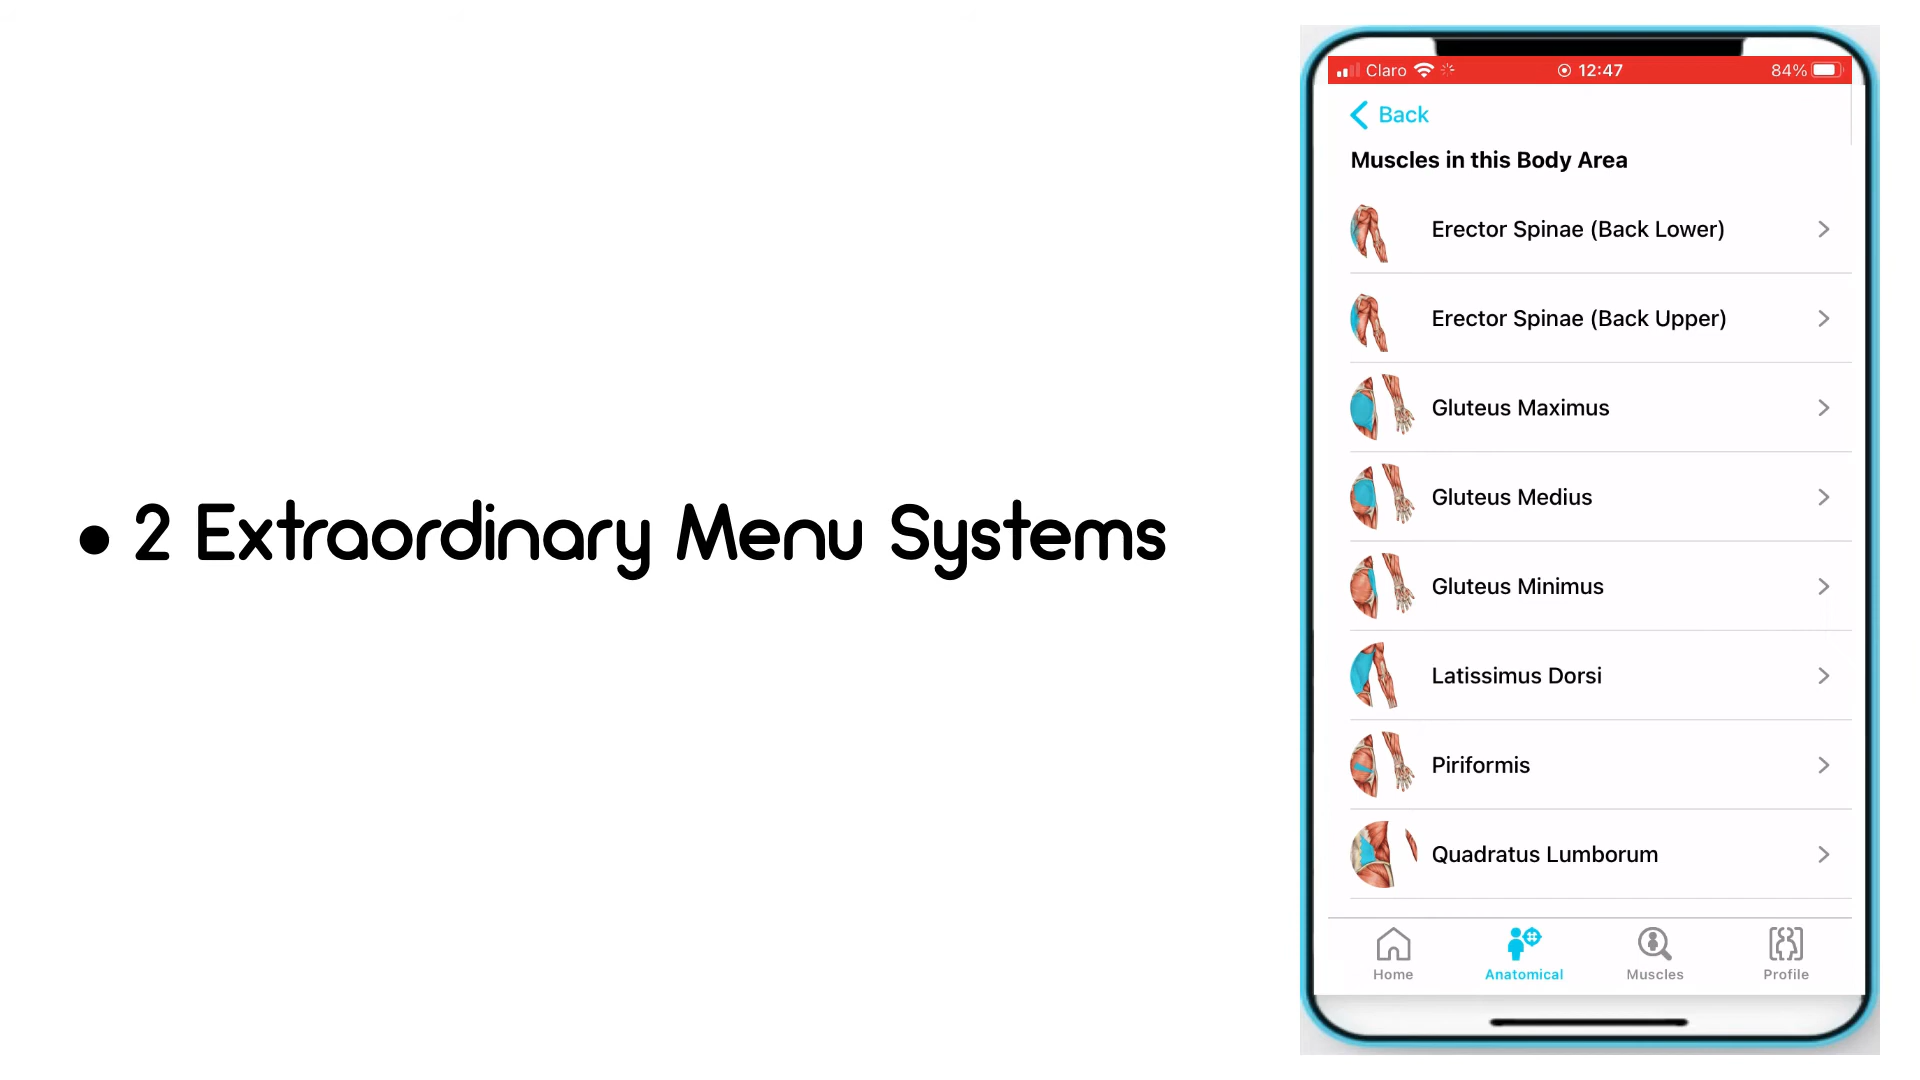 • 2 Extraordinary Menu Systems
Claro 12:47 84%
Back
Muscles in this Body Area
Erector Spinae (Back Lower)
Erector Spinae (Back Upper)
Gluteus Maximus
Gluteus Medius
Gluteus Minimus
Latissimus Dorsi
Piriformis
Quadratus Lumborum
Home Anatomical Muscles Profile